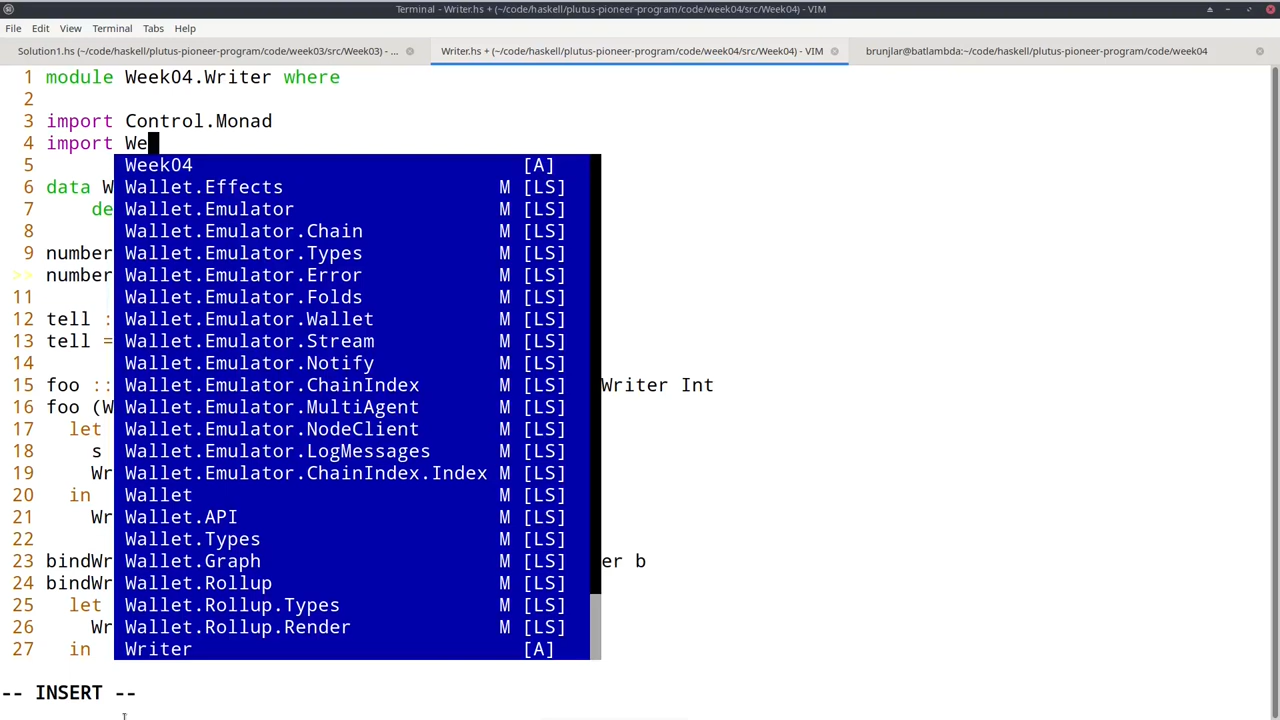 Terminal - Writer.hs + (~/code/haskell/plutus-pioneer-program/code/week04/src/Week04) - VIM
File Edit View Terminal Tabs Help
Solution1.hs (~/code/haskell/plutus-pioneer-program/code/week03/src/Week03) - ...
Writer.hs + (~/code/haskell/plutus-pioneer-program/code/week04/src/Week04) - VIM
brunjlar@batlambda:~/code/haskell/plutus-pioneer-program/code/week04
1 module Week04.Writer where
2
3 import Control.Monad
4 import We
5 Week04 [A]
6 data W Wallet.Effects M [LS]
7 de Wallet.Emulator M [LS]
8 Wallet.Emulator.Chain M [LS]
9 number Wallet.Emulator.Types M [LS]
>> number Wallet.Emulator.Error M [LS]
11 Wallet.Emulator.Folds M [LS]
12 tell : Wallet.Emulator.Wallet M [LS]
13 tell = Wallet.Emulator.Stream M [LS]
14 Wallet.Emulator.Notify M [LS]
15 foo :: Wallet.Emulator.ChainIndex M [LS] Writer Int
16 foo (W Wallet.Emulator.MultiAgent M [LS]
17 let Wallet.Emulator.NodeClient M [LS]
18 s Wallet.Emulator.LogMessages M [LS]
19 Wr Wallet.Emulator.ChainIndex.Index M [LS]
20 in Wallet M [LS]
21 Wr Wallet.API M [LS]
22 Wallet.Types M [LS]
23 bindWr Wallet.Graph M [LS] er b
24 bindWr Wallet.Rollup M [LS]
25 let Wallet.Rollup.Types M [LS]
26 Wr Wallet.Rollup.Render M [LS]
27 in Writer [A]
-- INSERT --